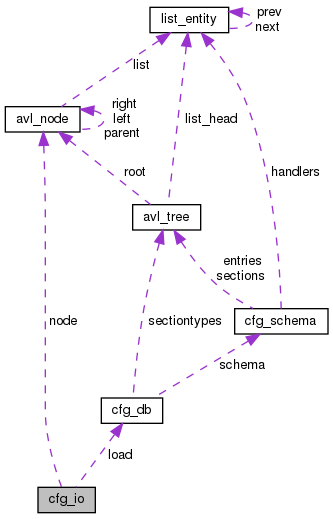 list_entity
prev
next
list
right
left
parent
avl_node
list_head
handlers
root
avl_tree
entries
sections
node
sectiontypes
cfg_schema
schema
cfg_db
load
cfg_io